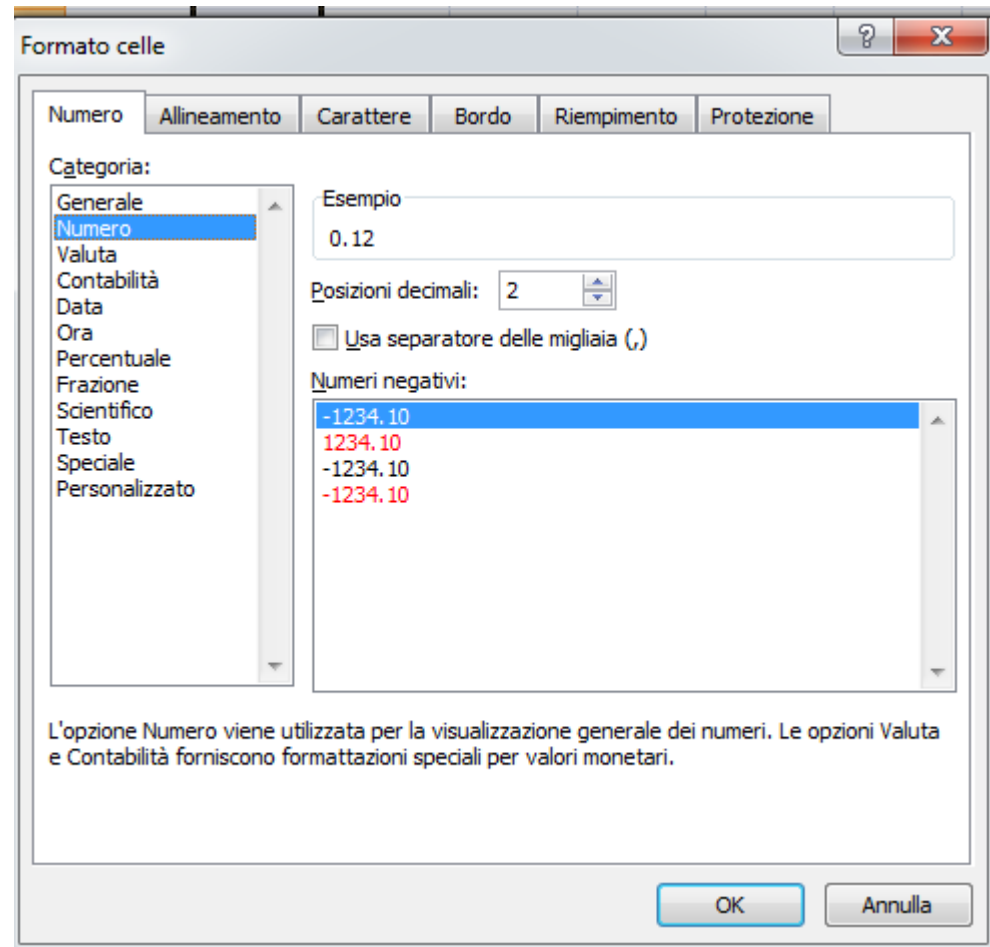 Formato celle
Numero Allineamento Carattere Bordo Riempimento Protezione
Categoria:
Generale
Numero
Valuta
Contabilità
Data
Ora
Percentuale
Frazione
Scientifico
Testo
Speciale
Personalizzato
Esempio
0.12
Posizioni decimali: 2
Usa separatore delle migliaia (,)
Numeri negativi:
-1234.10
1234.10
-1234.10
-1234.10
L'opzione Numero viene utilizzata per la visualizzazione generale dei numeri. Le opzioni Valuta
e Contabilità forniscono formattazioni speciali per valori monetari.
OK Annulla